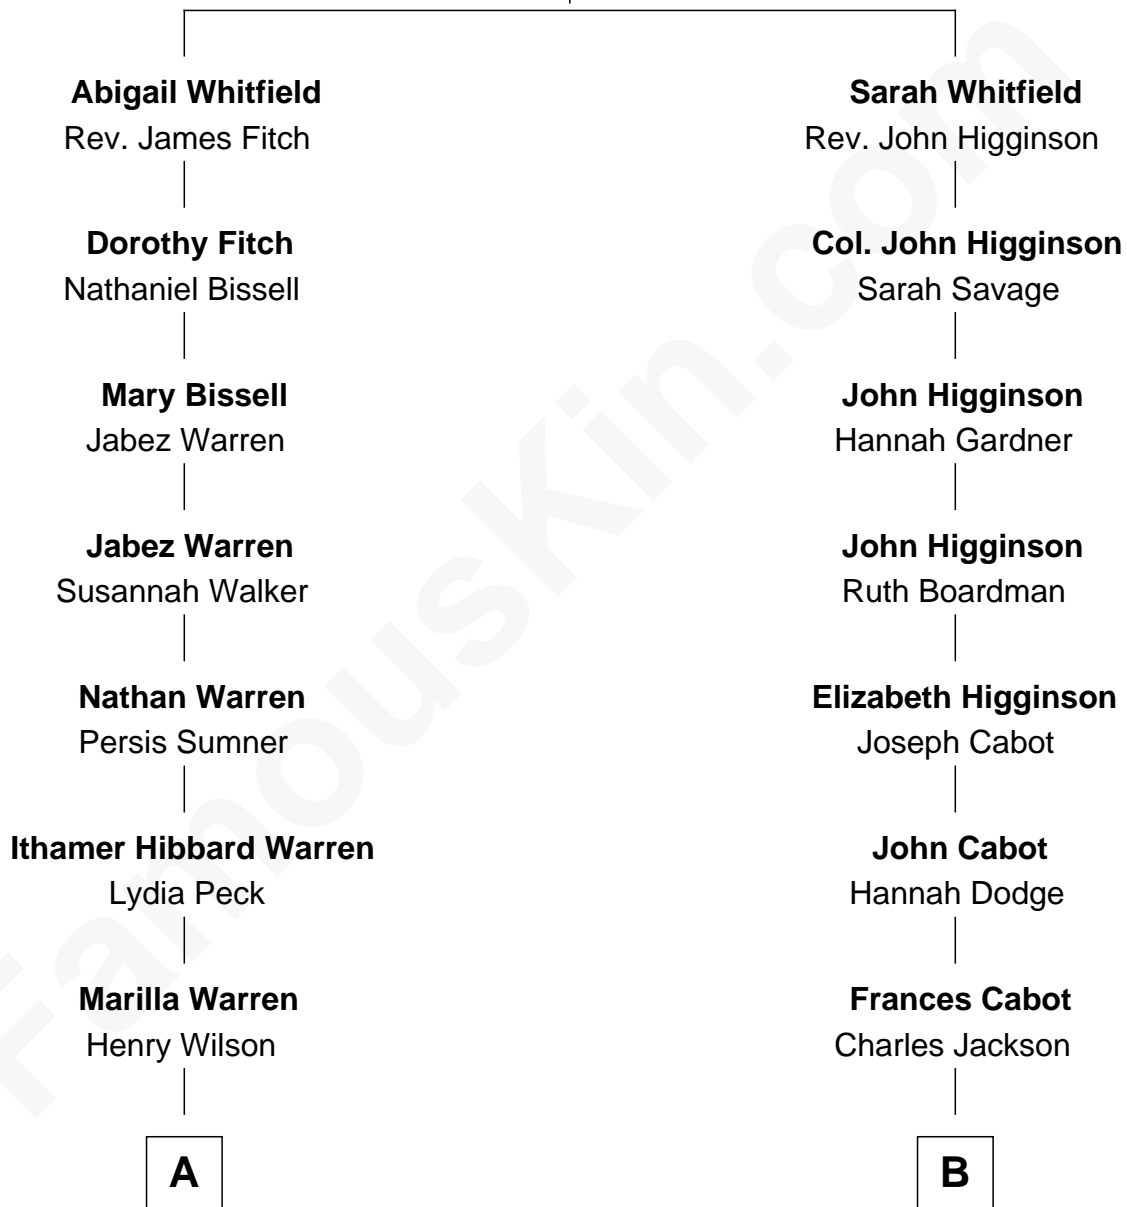 Abigail Whitfield
Rev. James Fitch
Sarah Whitfield
Rev. John Higginson
Dorothy Fitch
Nathaniel Bissell
Col. John Higginson
Sarah Savage
Mary Bissell
Jabez Warren
John Higginson
Hannah Gardner
Jabez Warren
Susannah Walker
John Higginson
Ruth Boardman
Nathan Warren
Persis Sumner
Elizabeth Higginson
Joseph Cabot
Ithamer Hibbard Warren
Lydia Peck
John Cabot
Hannah Dodge
Marilla Warren
Henry Wilson
Frances Cabot
Charles Jackson
A
B
FamousKin.com